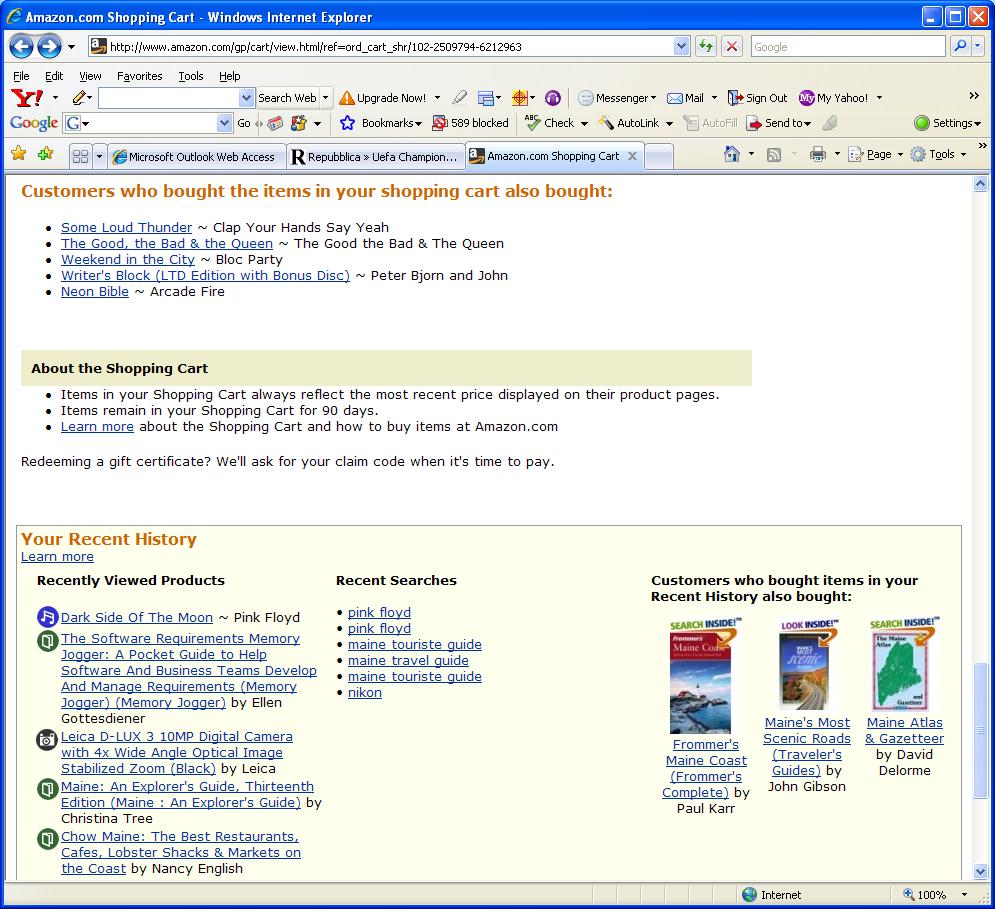 Amazon.com Shopping Cart - Windows Internet Explorer
http://www.amazon.com/gp/cart/view.html/ref=ord_cart_shr/102-2509794-6212963
Google
File Edit View Favorites Tools Help
Y! Search Web Upgrade Now! Messenger Mail Sign Out My Yahoo! »
Google G Go Bookmarks 589 blocked ABC Check AutoLink AutoFill Send to Settings
Microsoft Outlook Web Access R Repubblica > Uefa Champion... Amazon.com Shopping Cart Page Tools »
Customers who bought the items in your shopping cart also bought:
• Some Loud Thunder ~ Clap Your Hands Say Yeah
• The Good, the Bad & the Queen ~ The Good the Bad & The Queen
• Weekend in the City ~ Bloc Party
• Writer's Block (LTD Edition with Bonus Disc) ~ Peter Bjorn and John
• Neon Bible ~ Arcade Fire
About the Shopping Cart
• Items in your Shopping Cart always reflect the most recent price displayed on their product pages.
• Items remain in your Shopping Cart for 90 days.
• Learn more about the Shopping Cart and how to buy items at Amazon.com
Redeeming a gift certificate? We'll ask for your claim code when it's time to pay.
Your Recent History
Learn more
Recently Viewed Products
Dark Side Of The Moon ~ Pink Floyd
The Software Requirements Memory
Jogger: A Pocket Guide to Help
Software And Business Teams Develop
And Manage Requirements (Memory
Jogger) (Memory Jogger) by Ellen
Gottesdiener
Leica D-LUX 3 10MP Digital Camera
with 4x Wide Angle Optical Image
Stabilized Zoom (Black) by Leica
Maine: An Explorer's Guide, Thirteenth
Edition (Maine : An Explorer's Guide) by
Christina Tree
Chow Maine: The Best Restaurants,
Cafes, Lobster Shacks & Markets on
the Coast by Nancy English
Recent Searches
• pink floyd
• pink floyd
• maine touriste guide
• maine travel guide
• maine touriste guide
• nikon
Customers who bought items in your
Recent History also bought:
SEARCH INSIDE!™
Frommer's
Maine Coast
Frommer's
Maine Coast
(Frommer's
Complete) by
Paul Karr
LOOK INSIDE!™
MAINE'S MOST
scenic
ROADS
Maine's Most
Scenic Roads
(Traveler's
Guides) by
John Gibson
SEARCH INSIDE!™
The Maine
Atlas
and
Gazetteer
Maine Atlas
& Gazetteer
by David
Delorme
Internet 100%